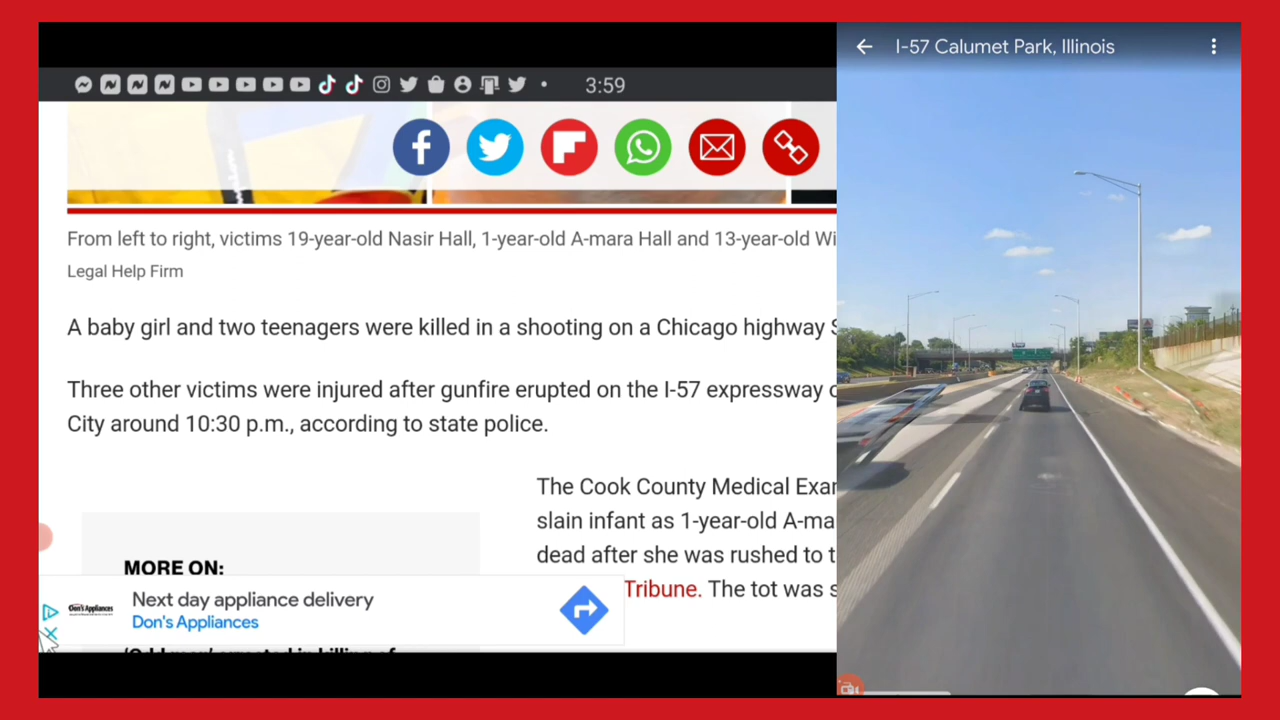 3:59
From left to right, victims 19-year-old Nasir Hall, 1-year-old A-mara Hall and 13-year-old Wi
Legal Help Firm
A baby girl and two teenagers were killed in a shooting on a Chicago highway S
Three other victims were injured after gunfire erupted on the I-57 expressway
City around 10:30 p.m., according to state police.
The Cook County Medical Exar
slain infant as 1-year-old A-ma
dead after she was rushed to t
Tribune. The tot was s
MORE ON:
Don's Appliances
Next day appliance delivery
Don's Appliances
I-57 Calumet Park, Illinois